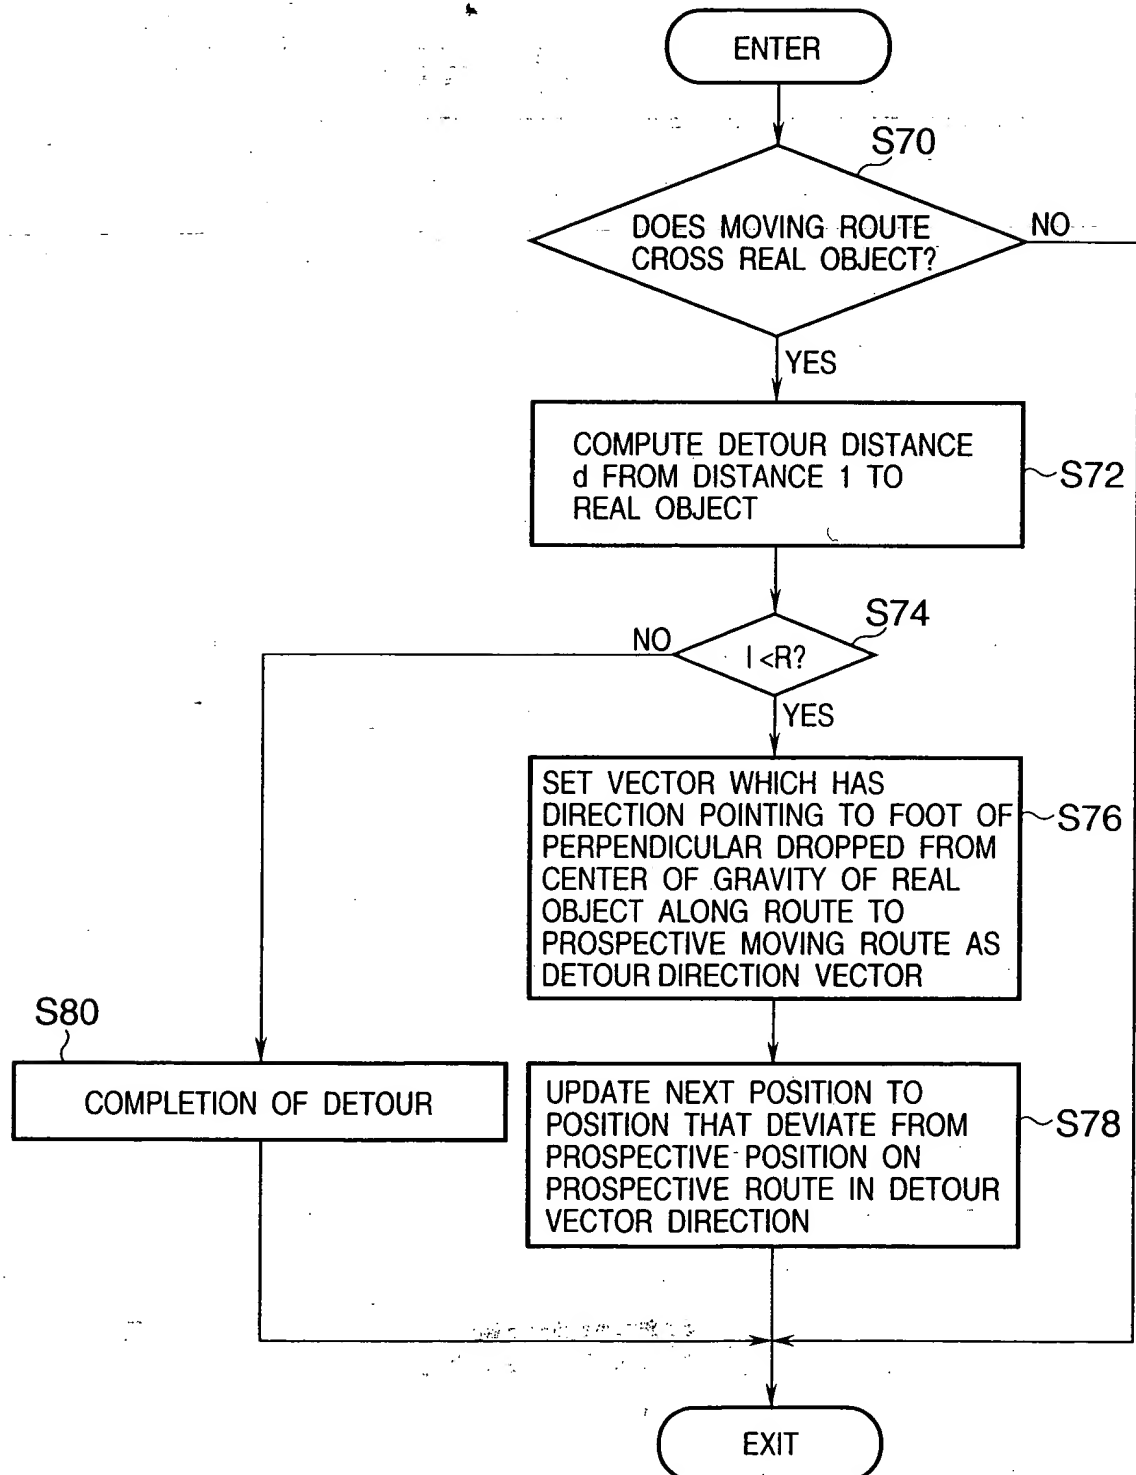 ENTER
S70
DOES MOVING ROUTE
CROSS REAL OBJECT?
NO
YES
COMPUTE DETOUR DISTANCE
d FROM DISTANCE 1 TO
REAL OBJECT
S72
S74
NO
l<R?
YES
SET VECTOR WHICH HAS
DIRECTION POINTING TO FOOT OF
PERPENDICULAR DROPPED FROM
CENTER OF GRAVITY OF REAL
OBJECT ALONG ROUTE TO
PROSPECTIVE MOVING ROUTE AS
DETOUR DIRECTION VECTOR
S76
S80
COMPLETION OF DETOUR
UPDATE NEXT POSITION TO
POSITION THAT DEVIATE FROM
PROSPECTIVE POSITION ON
PROSPECTIVE ROUTE IN DETOUR
VECTOR DIRECTION
S78
EXIT